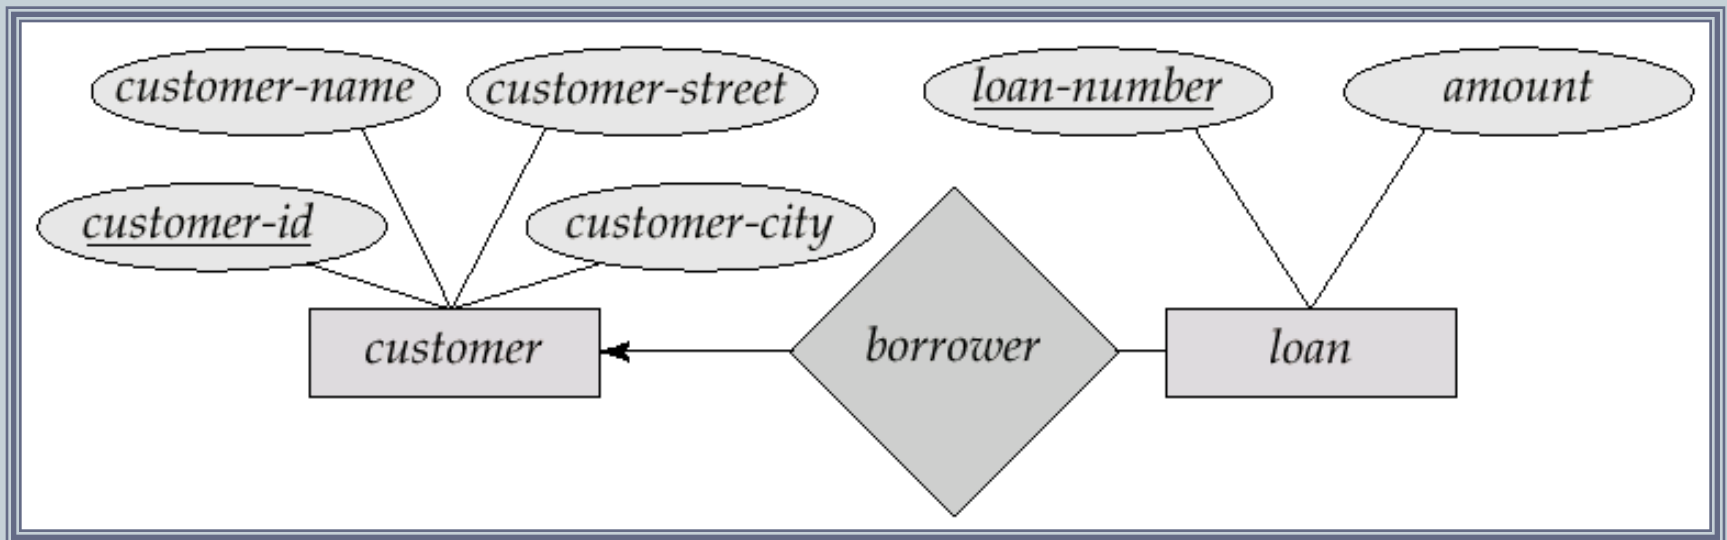 customer-name
customer-street
loan-number
amount
customer-id
customer-city
customer
borrower
loan